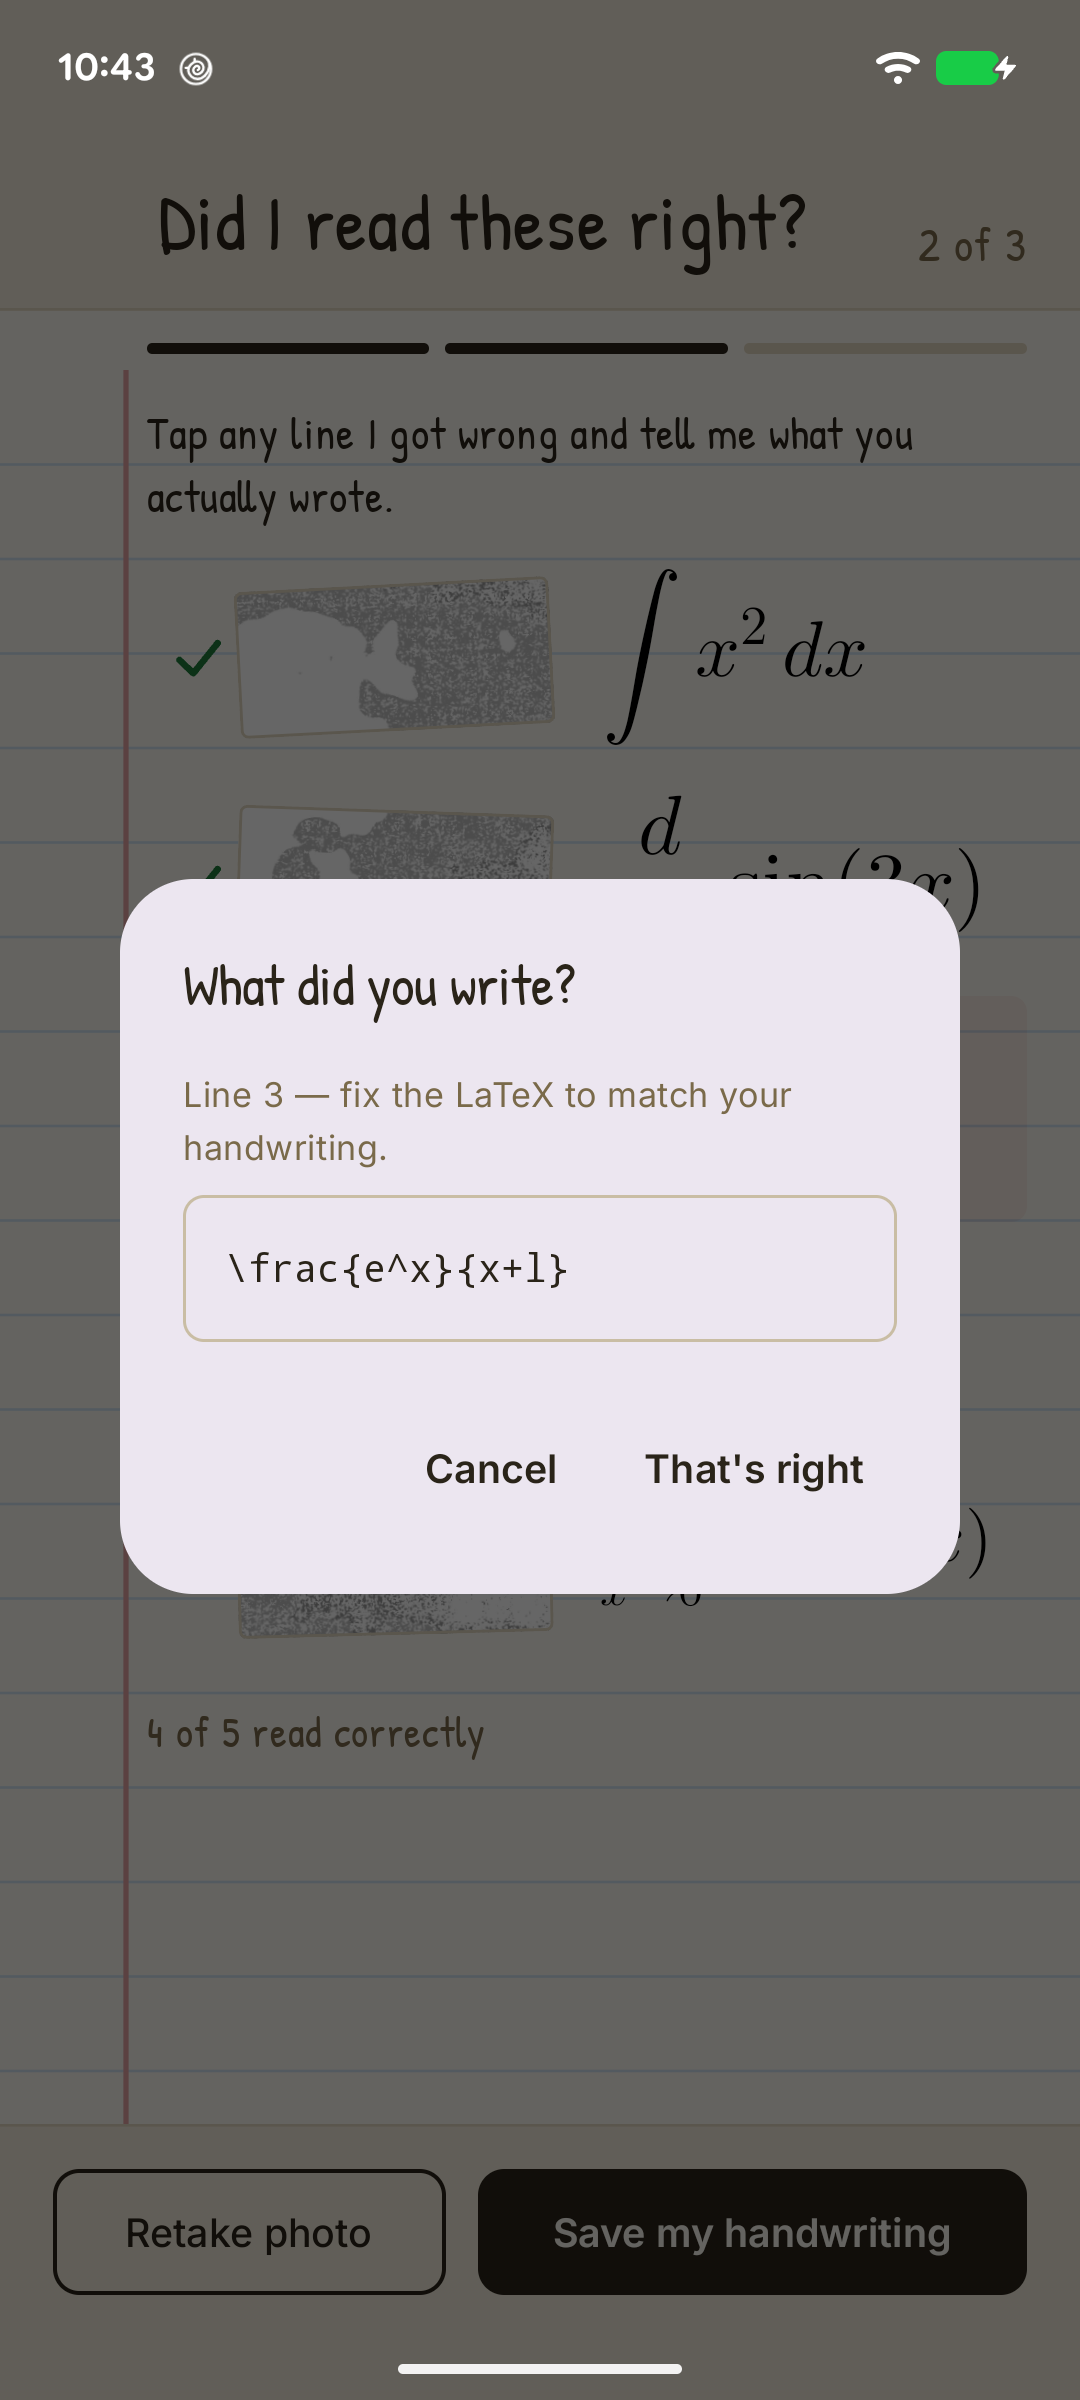 10:43
Did I read these right?
2 of 3
Tap any line I got wrong and tell me what you
actually wrote.
∫ x² dx
d
sin(2x)
What did you write?
Line 3 — fix the LaTeX to match your
handwriting.
\frac{e^x}{x+l}
Cancel
That's right
4 of 5 read correctly
Retake photo
Save my handwriting